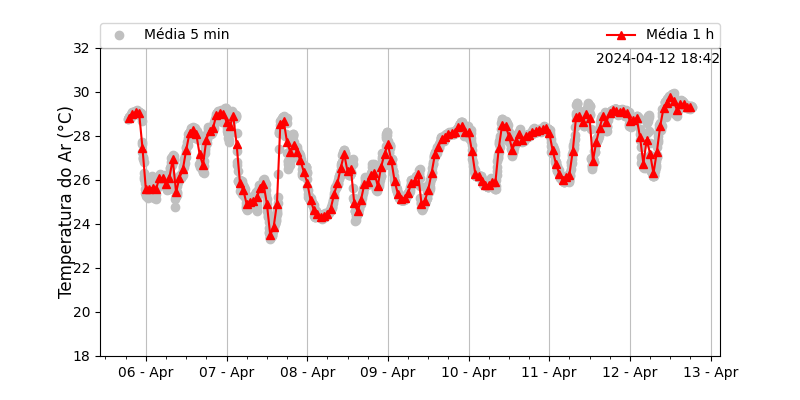 Média 5 min
Média 1 h
2024-04-12 18:42
Temperatura do Ar (°C)
32
30
28
26
24
22
20
18
06 - Apr
07 - Apr
08 - Apr
09 - Apr
10 - Apr
11 - Apr
12 - Apr
13 - Apr